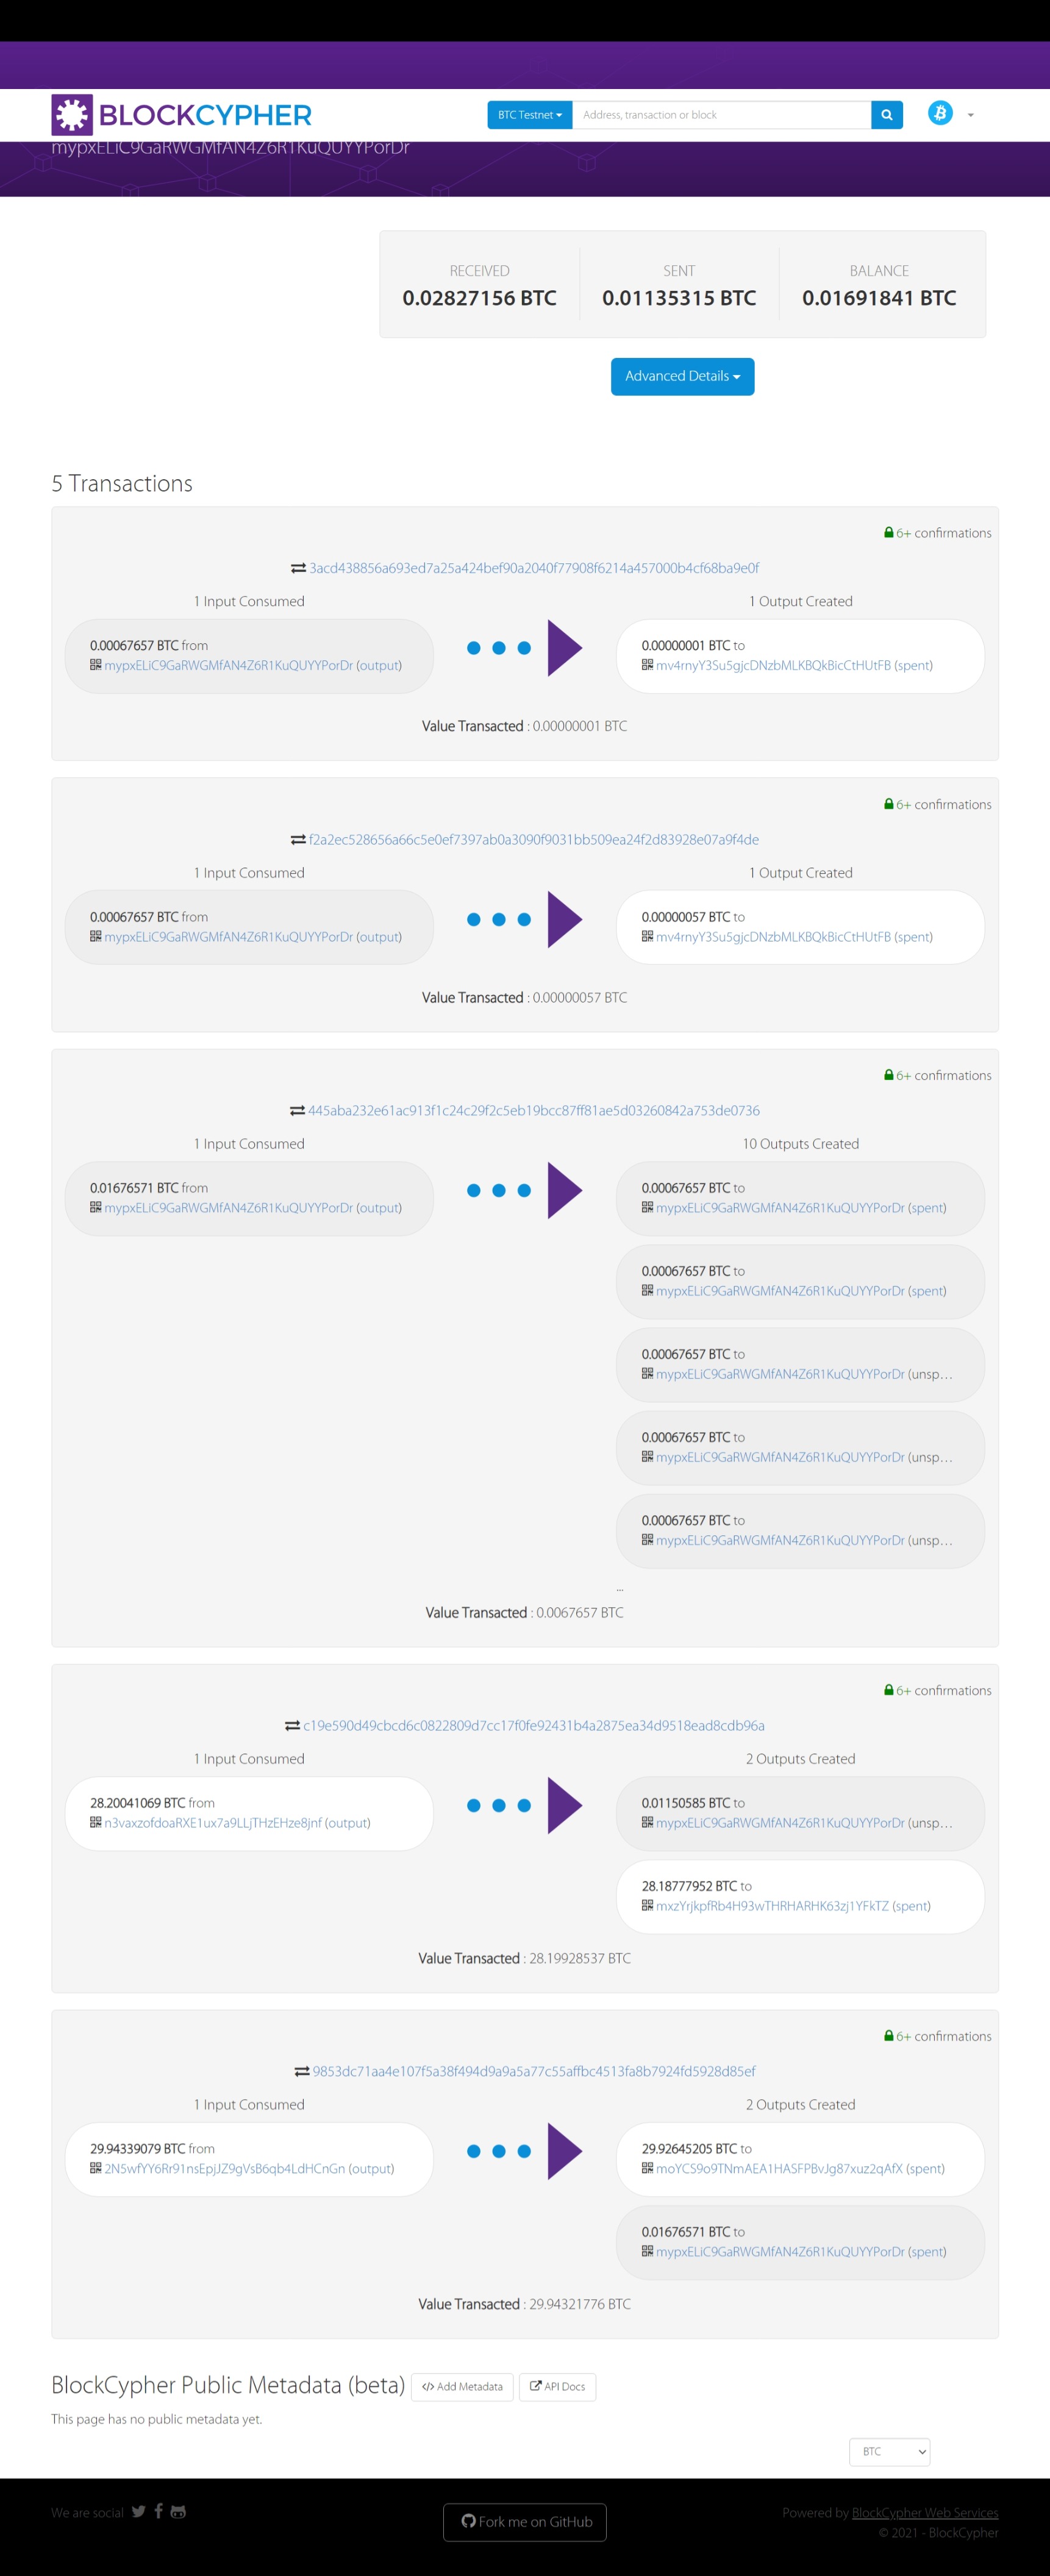 BLOCKCYPHER
BTC Testnet
Address, transaction or block
mypxELiC9GaRWGMfAN4Z6R1KuQUYYPorDr
RECEIVED
0.02827156 BTC
SENT
0.01135315 BTC
BALANCE
0.01691841 BTC
Advanced Details
5 Transactions
6+ confirmations
3acd438856a693ed7a25a424bef90a2040f77908f6214a457000b4cf68ba9e0f
1 Input Consumed
0.00067657 BTC from
mypxELiC9GaRWGMfAN4Z6R1KuQUYYPorDr (output)
1 Output Created
0.00000001 BTC to
mv4rnyY3Su5gjcDNzbMLKBQkBicCtHUtFB (spent)
Value Transacted : 0.00000001 BTC
6+ confirmations
f2a2ec528656a66c5e0ef7397ab0a3090f9031bb509ea24f2d83928e07a9f4de
1 Input Consumed
0.00067657 BTC from
mypxELiC9GaRWGMfAN4Z6R1KuQUYYPorDr (output)
1 Output Created
0.00000057 BTC to
mv4rnyY3Su5gjcDNzbMLKBQkBicCtHUtFB (spent)
Value Transacted : 0.00000057 BTC
6+ confirmations
445aba232e61ac913f1c24c29f2c5eb19bcc87ff81ae5d03260842a753de0736
1 Input Consumed
0.01676571 BTC from
mypxELiC9GaRWGMfAN4Z6R1KuQUYYPorDr (output)
10 Outputs Created
0.00067657 BTC to
mypxELiC9GaRWGMfAN4Z6R1KuQUYYPorDr (spent)
0.00067657 BTC to
mypxELiC9GaRWGMfAN4Z6R1KuQUYYPorDr (spent)
0.00067657 BTC to
mypxELiC9GaRWGMfAN4Z6R1KuQUYYPorDr (unsp…
0.00067657 BTC to
mypxELiC9GaRWGMfAN4Z6R1KuQUYYPorDr (unsp…
0.00067657 BTC to
mypxELiC9GaRWGMfAN4Z6R1KuQUYYPorDr (unsp…
...
Value Transacted : 0.0067657 BTC
6+ confirmations
c19e590d49cbcd6c0822809d7cc17f0fe92431b4a2875ea34d9518ead8cdb96a
1 Input Consumed
28.20041069 BTC from
n3vaxzofdoaRXE1ux7a9LLjTHzEHze8jnf (output)
2 Outputs Created
0.01150585 BTC to
mypxELiC9GaRWGMfAN4Z6R1KuQUYYPorDr (unsp…
28.18777952 BTC to
mxzYrjkpfRb4H93wTHRHARHK63zj1YFkTZ (spent)
Value Transacted : 28.19928537 BTC
6+ confirmations
9853dc71aa4e107f5a38f494d9a9a5a77c55affbc4513fa8b7924fd5928d85ef
1 Input Consumed
29.94339079 BTC from
2N5wfYY6Rr91nsEpjJZ9gVsB6qb4LdHCnGn (output)
2 Outputs Created
29.92645205 BTC to
moYCS9o9TNmAEA1HASFPBvJg87xuz2qAfX (spent)
0.01676571 BTC to
mypxELiC9GaRWGMfAN4Z6R1KuQUYYPorDr (spent)
Value Transacted : 29.94321776 BTC
BlockCypher Public Metadata (beta)
</> Add Metadata
API Docs
This page has no public metadata yet.
BTC
We are social
Fork me on GitHub
Powered by BlockCypher Web Services
© 2021 - BlockCypher